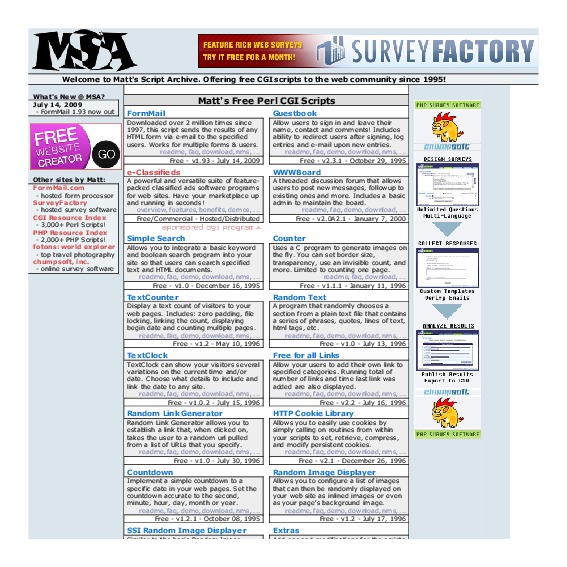 MSA
FEATURE RICH WEB SURVEYS
TRY IT FOR FREE FOR A MONTH!
SURVEYFACTORY
Welcome to Matt's Script Archive. Offering free CGI scripts to the web community since 1995!
What's New @ MSA?
July 14, 2009
- FormMail 1.93 now out
FREE
WEBSITE
CREATOR
GO
Other sites by Matt:
FormMail.com
- hosted form processor
SurveyFactory
- hosted survey software
CGI Resource Index
- 3,000+ Perl Scripts!
PHP Resource Index
- 2,000+ PHP Scripts!
fotons: world explorer
- top travel photography
chumpsoft, inc.
- online survey software
Matt's Free Perl CGI Scripts
FormMail
Downloaded over 2 million times since
1997, this script sends the results of any
HTML form via e-mail to the specified
users. Works for multiple forms & users.
readme, faq, demo, download, nms, ...
Free - v1.93 - July 14, 2009
Guestbook
Allow users to sign in and leave their
name, contact and comments! Includes
ability to redirect users after signing, log
entries and e-mail upon new entries.
readme, faq, demo, download, nms, ...
Free - v2.3.1 - October 29, 1995
e-Classifieds
A powerful and versatile suite of feature-
packed classified ads software programs
for web sites. Have your marketplace up
and running in seconds!
overview, features, benefits, demos, ...
Free/Commercial - Hosted/Distributed
sponsored cgi program ^
WWWBoard
A threaded discussion forum that allows
users to post new messages, followup to
existing ones and more. Includes a basic
admin to maintain the board.
readme, faq, demo, download, nms, ...
Free - v2.0A2.1 - January 7, 2000
Simple Search
Allows you to integrate a basic keyword
and boolean search program into your
site so that users can search specified
text and HTML documents.
readme, faq, demo, download, nms, ...
Free - v1.0 - December 16, 1995
Counter
Uses a C program to generate images on
the fly. You can set border size,
transparency, use an invisible count, and
more. Limited to counting one page.
readme, faq, download, nms, ...
Free - v1.1.1 - January 11, 1996
TextCounter
Display a text count of visitors to your
web pages. Includes: zero padding, file
locking, linking the count, displaying
begin date and counting multiple pages.
readme, faq, demo, download, nms, ...
Free - v1.2 - May 10, 1996
Random Text
A program that randomly chooses a
section from a plain text file that contains
a series of phrases, quotes, lines of text,
html tags, etc.
readme, faq, demo, download, nms, ...
Free - v1.0 - July 13, 1996
TextClock
TextClock can show your visitors several
variations on the current time and/or
date. Choose what details to include and
link the date to any site.
readme, faq, demo, download, nms, ...
Free - v1.0.2 - July 15, 1996
Free for all Links
Allow your users to add their own link to
specified categories. Running total of
number of links and time last link was
added are also displayed.
readme, faq, demo, download, nms, ...
Free - v2.2 - July 16, 1996
Random Link Generator
Random Link Generator allows you to
establish a link that, when clicked on,
takes the user to a random url pulled
from a list of URIs that you specify.
readme, faq, demo, download, nms, ...
Free - v1.0 - July 30, 1996
HTTP Cookie Library
Allows you to easily use cookies by
simply calling on routines from within
your scripts to set, retrieve, compress,
and modify persistent cookies.
readme, faq, demo, download, nms, ...
Free - v2.1 - December 26, 1996
Countdown
Implement a simple countdown to a
specific date in your web pages. Set the
countdown accurate to the second,
minute, hour, day, month or year.
readme, faq, demo, download, nms, ...
Free - v1.2.1 - October 08, 1995
Random Image Displayer
Allows you to configure a list of images
that can then be randomly displayed on
your web site as inlined images or even
as your page's background image.
readme, faq, demo, download, nms, ...
Free - v1.2 - July 17, 1996
SSI Random Image Displayer
Extras
PHP SURVEY SOFTWARE
chumpsoft
DESIGN SURVEYS
Unlimited Questions
Multi-Language
COLLECT RESPONSES
Custom Templates
During Emails
ANALYZE RESULTS
Publish Results
Export to CSV
chumpsoft
PHP SURVEY SOFTWARE